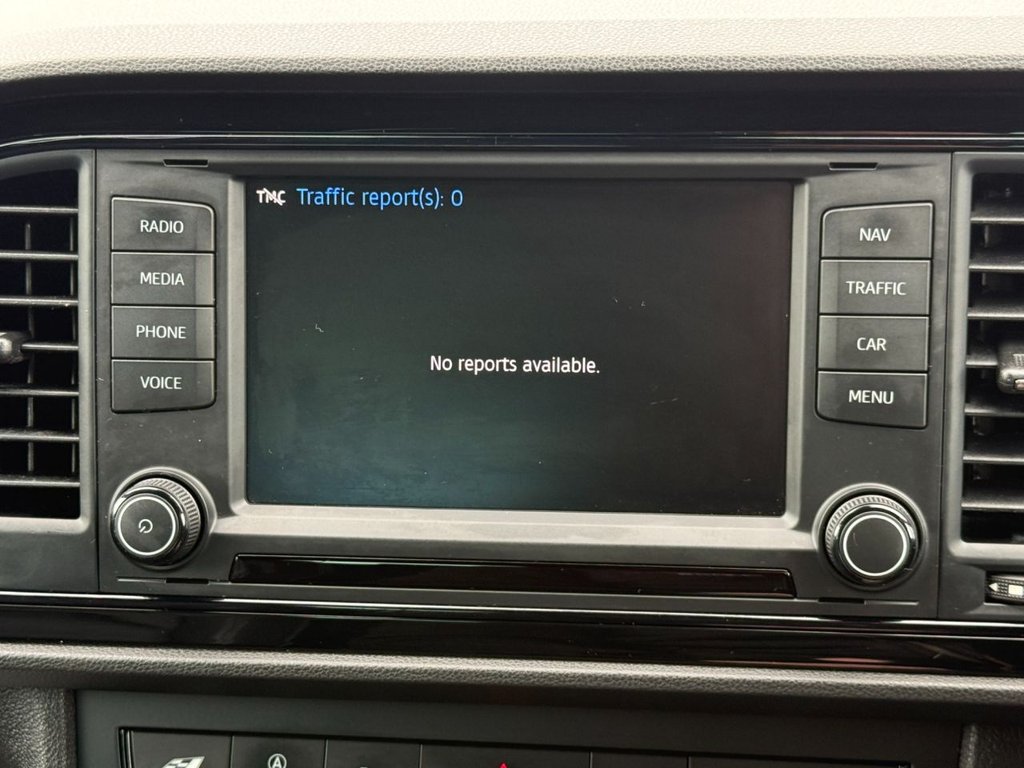 TMC Traffic report(s): 0
RADIO
NAV
MEDIA
TRAFFIC
PHONE
CAR
No reports available.
VOICE
MENU
A